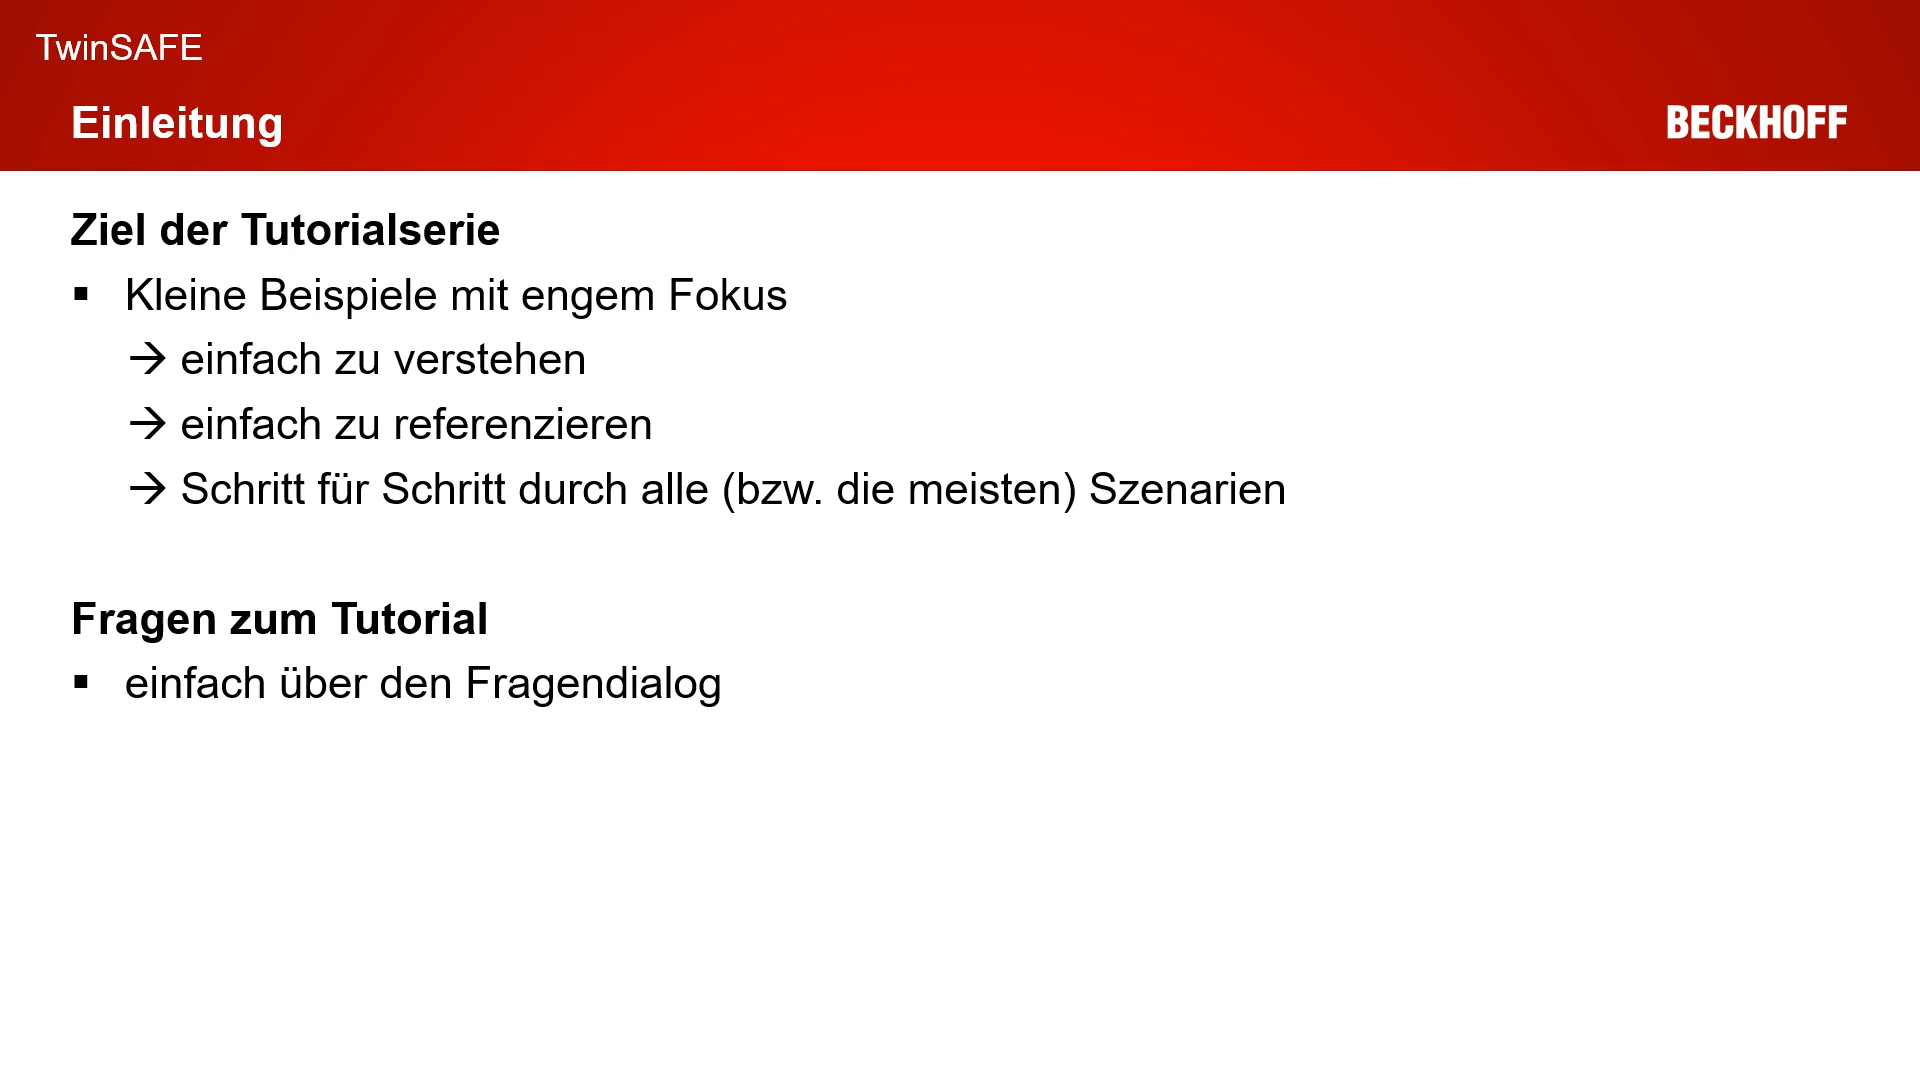 TwinSAFE
Einleitung
BECKHOFF
Ziel der Tutorialserie
▪ Kleine Beispiele mit engem Fokus
→ einfach zu verstehen
→ einfach zu referenzieren
→ Schritt für Schritt durch alle (bzw. die meisten) Szenarien
Fragen zum Tutorial
▪ einfach über den Fragendialog